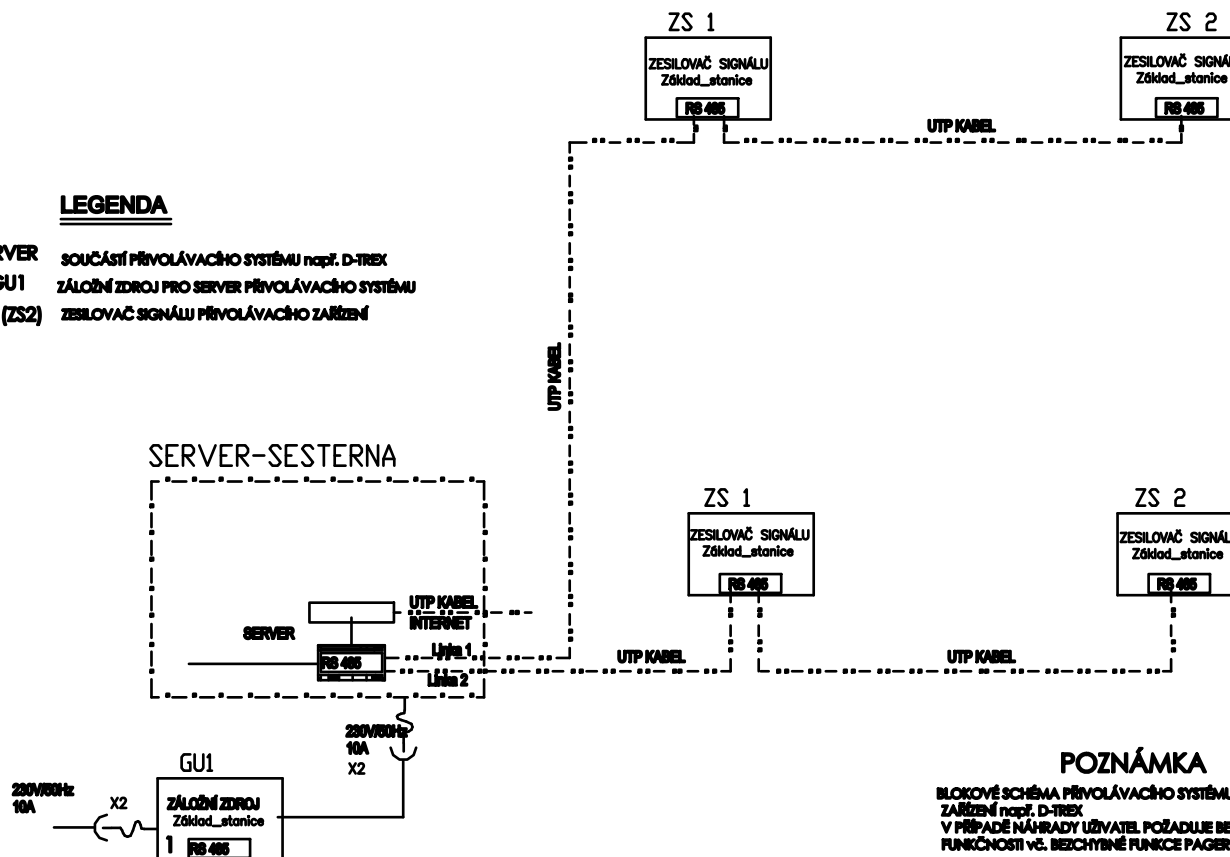 ZS 1
ZESILOVAČ SIGNÁLU
Základ_stanice
RS 485
ZS 2
ZESILOVAČ SIGNÁL
Základ_stanice
RS 485
UTP KABEL
LEGENDA
RVER SOUČÁSTÍ PŘIVOLÁVACÍHO SYSTÉMU např. D-TREX
GU1 ZÁLOŽNÍ ZDROJ PRO SERVER PŘIVOLÁVACÍHO SYSTÉMU
(ZS2) ZESILOVAČ SIGNÁLU PŘIVOLÁVACÍHO ZAŘÍZENÍ
UTP KABEL
SERVER-SESTERNA
ZS 1
ZESILOVAČ SIGNÁLU
Základ_stanice
RS 485
ZS 2
ZESILOVAČ SIGNÁL
Základ_stanice
RS 485
UTP KABEL
INTERNET
SERVER
RS 485
Linka 1
Linka 2
UTP KABEL
UTP KABEL
230V/50Hz
10A
X2
GU1
230V/50Hz
10A
X2
ZÁLOŽNÍ ZDROJ
Základ_stanice
1
RS 485
POZNÁMKA
BLOKOVÉ SCHÉMA PŘIVOLÁVACÍHO SYSTÉMU
ZAŘÍZENÍ např. D-TREX
V PŘÍPADĚ NÁHRADY UŽIVATEL POŽADUJE BE
FUNKČNOSTI vč. BEZCHYBNÉ FUNKCE PAGER